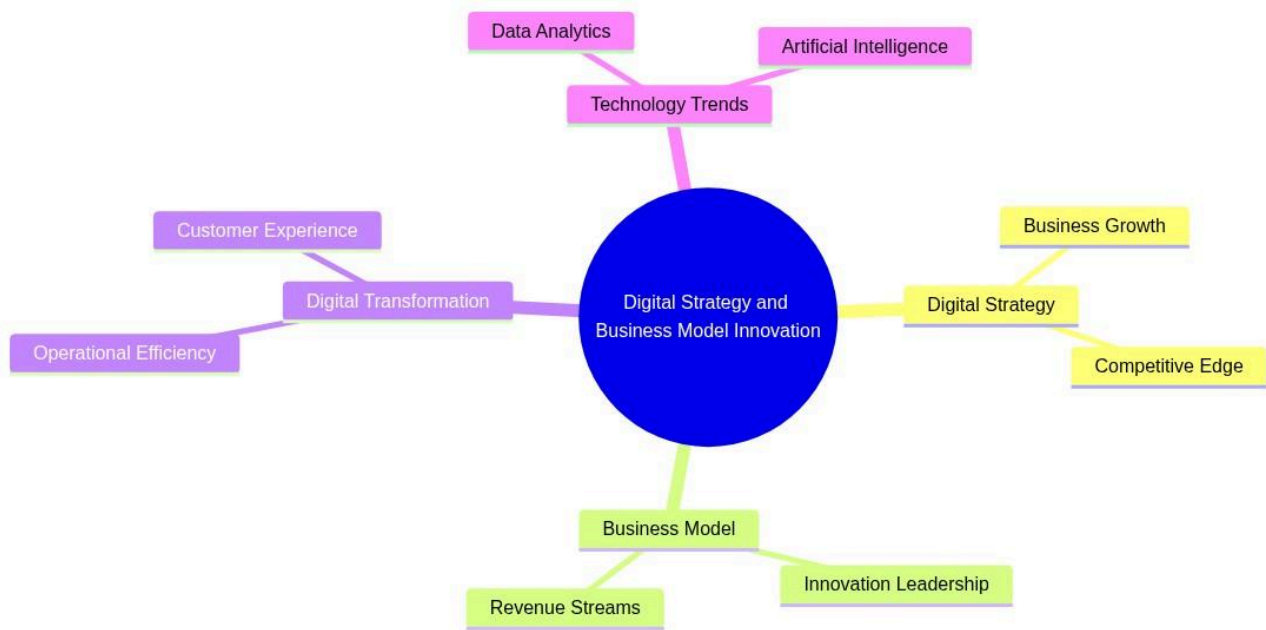 Data Analytics
Artificial Intelligence
Technology Trends
Customer Experience
Business Growth
Digital Transformation
Digital Strategy and
Business Model Innovation
Digital Strategy
Operational Efficiency
Competitive Edge
Business Model
Innovation Leadership
Revenue Streams